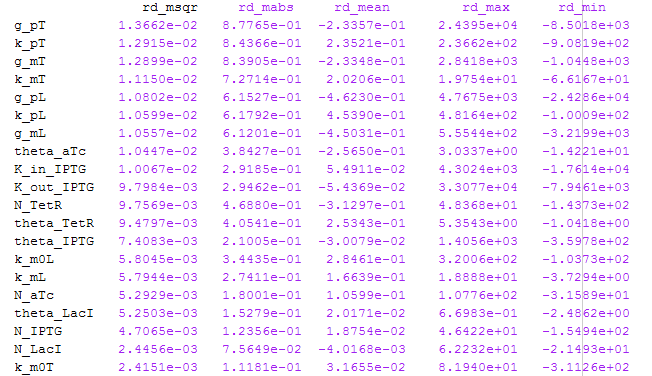 rd_msqr rd_mabs rd_mean rd_max rd_min
g_pT 1.3662e-02 8.7765e-01 -2.3357e-01 2.4395e+04 -8.5018e+03
k_pT 1.2915e-02 8.4366e-01 2.3521e-01 2.3662e+02 -9.0819e+02
g_mT 1.2899e-02 8.3905e-01 -2.3348e-01 2.8418e+03 -1.0448e+03
k_mT 1.1150e-02 7.2714e-01 2.0206e-01 1.9754e+01 -6.6167e+01
g_pL 1.0802e-02 6.1527e-01 -4.6230e-01 4.7675e+03 -2.4286e+04
k_pL 1.0599e-02 6.1792e-01 4.5390e-01 4.8164e+02 -1.0009e+02
g_mL 1.0557e-02 6.1201e-01 -4.5031e-01 5.5544e+02 -3.2199e+03
theta_aTc 1.0447e-02 3.8427e-01 -2.5650e-01 3.0337e+00 -1.4221e+01
K_in_IPTG 1.0067e-02 2.9185e-01 5.4911e-02 4.3024e+03 -1.7614e+04
K_out_IPTG 9.7984e-03 2.9462e-01 -5.4369e-02 3.3077e+04 -7.9461e+03
N_TetR 9.7569e-03 4.6880e-01 -3.1297e-01 4.8368e+01 -1.4373e+02
theta_TetR 9.4797e-03 4.0541e-01 2.5343e-01 5.3543e+00 -1.0418e+00
theta_IPTG 7.4083e-03 2.1005e-01 -3.0079e-02 1.4056e+03 -3.5978e+02
k_m0L 5.8045e-03 3.4435e-01 2.8461e-01 3.2006e+02 -1.0373e+02
k_mL 5.7944e-03 2.7411e-01 1.6639e-01 1.8888e+01 -3.7294e+00
N_aTc 5.2929e-03 1.8001e-01 1.0599e-01 1.0776e+02 -3.1589e+01
theta_LacI 5.2503e-03 1.5279e-01 2.0171e-02 6.6983e-01 -2.4862e+00
N_IPTG 4.7065e-03 1.2356e-01 1.8754e-02 4.6422e+01 -1.5494e+02
N_LacI 2.4456e-03 7.5649e-02 -4.0168e-03 6.2232e+01 -2.1493e+01
k_m0T 2.4151e-03 1.1181e-01 3.1655e-02 8.1940e+01 -3.1126e+02